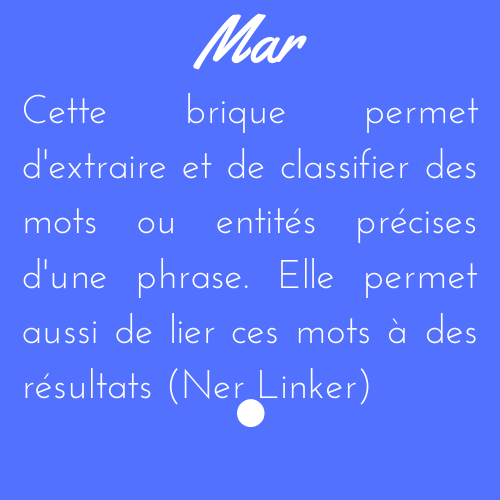 Mar
Cette brique permet
d'extraire et de classifier des
mots ou entités précises
d'une phrase. Elle permet
aussi de lier ces mots à des
résultats (Ner Linker)